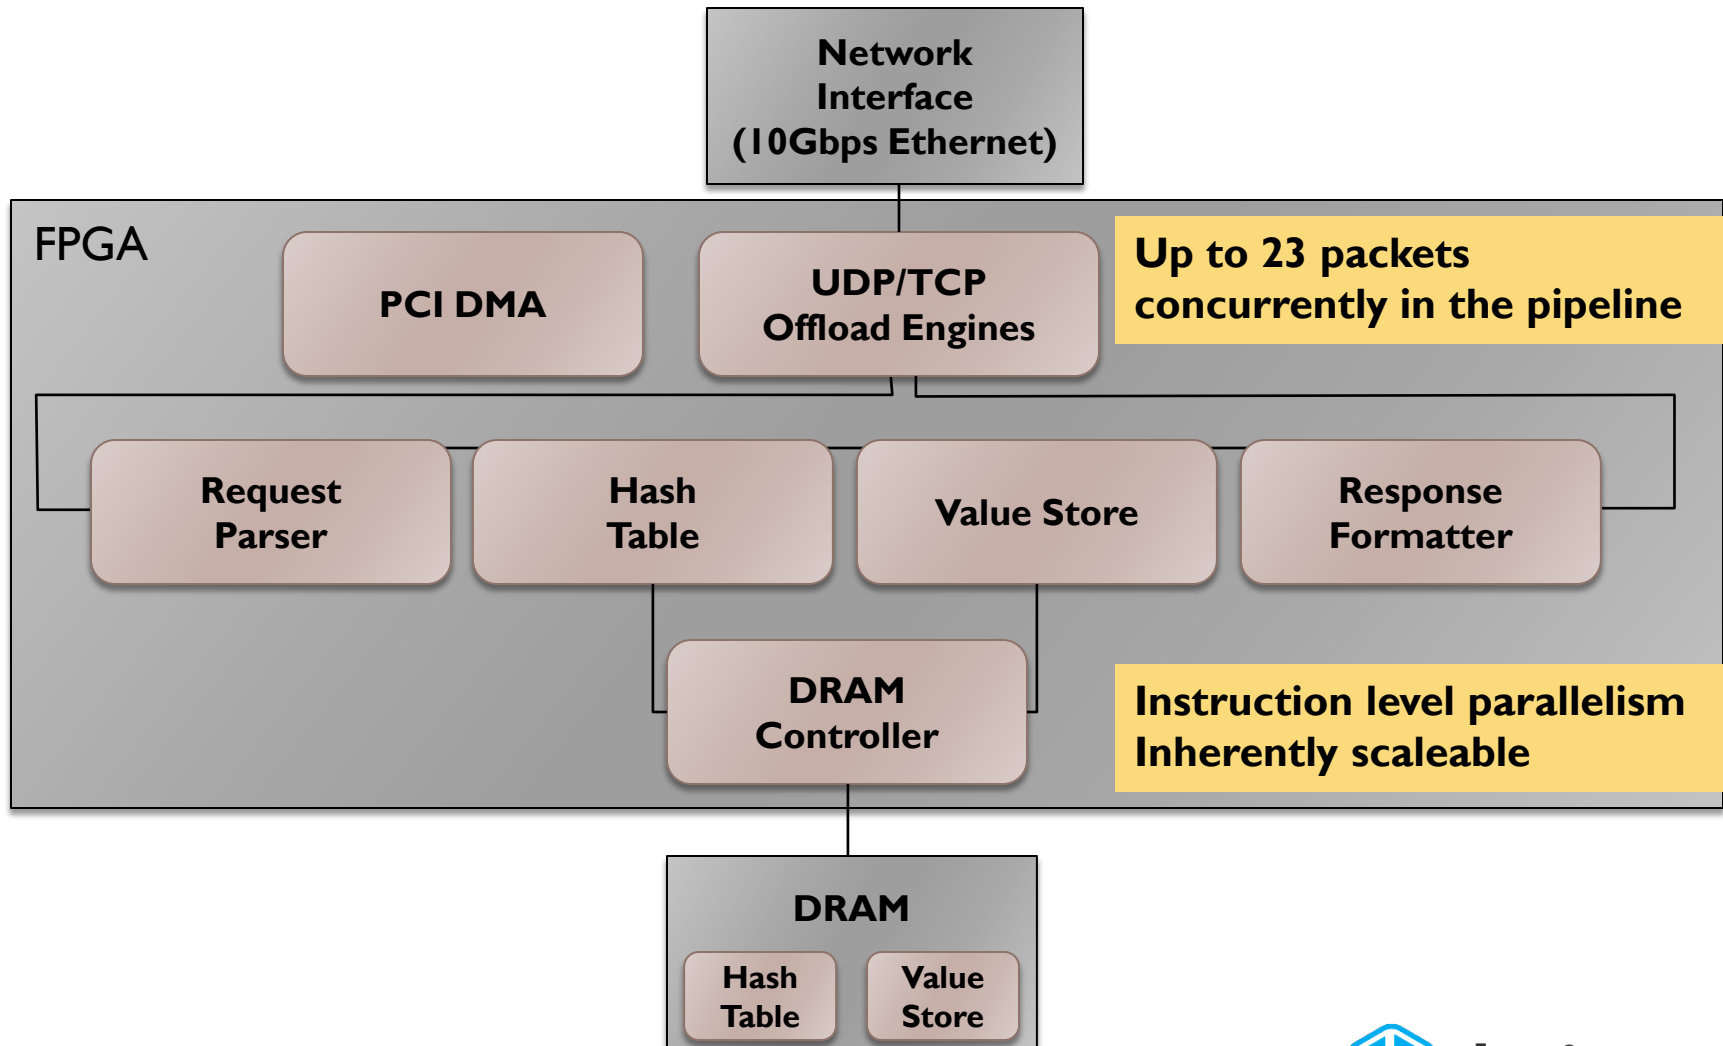 Network
Interface
(10Gbps Ethernet)
FPGA
PCI DMA
UDP/TCP
Offload Engines
Up to 23 packets
concurrently in the pipeline
Request
Parser
Hash
Table
Value Store
Response
Formatter
DRAM
Controller
Instruction level parallelism
Inherently scaleable
DRAM
Hash
Table
Value
Store